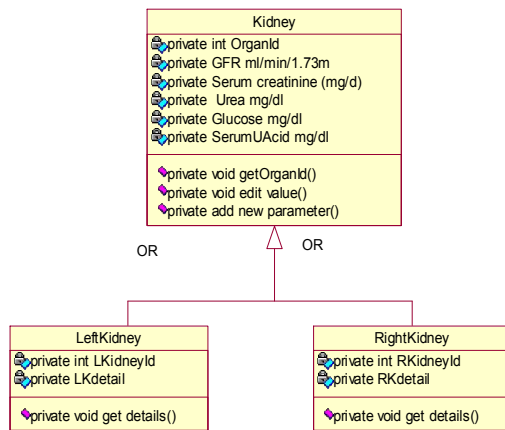 Kidney
private int OrganId
private GFR ml/min/1.73m
private Serum creatinine (mg/d)
private Urea mg/dl
private Glucose mg/dl
private SerumUAcid mg/dl
private void getOrganId()
private void edit value()
private add new parameter()
OR
OR
LeftKidney
private int LKidneyId
private LKdetail
private void get details()
RightKidney
private int RKidneyId
private RKdetail
private void get details()